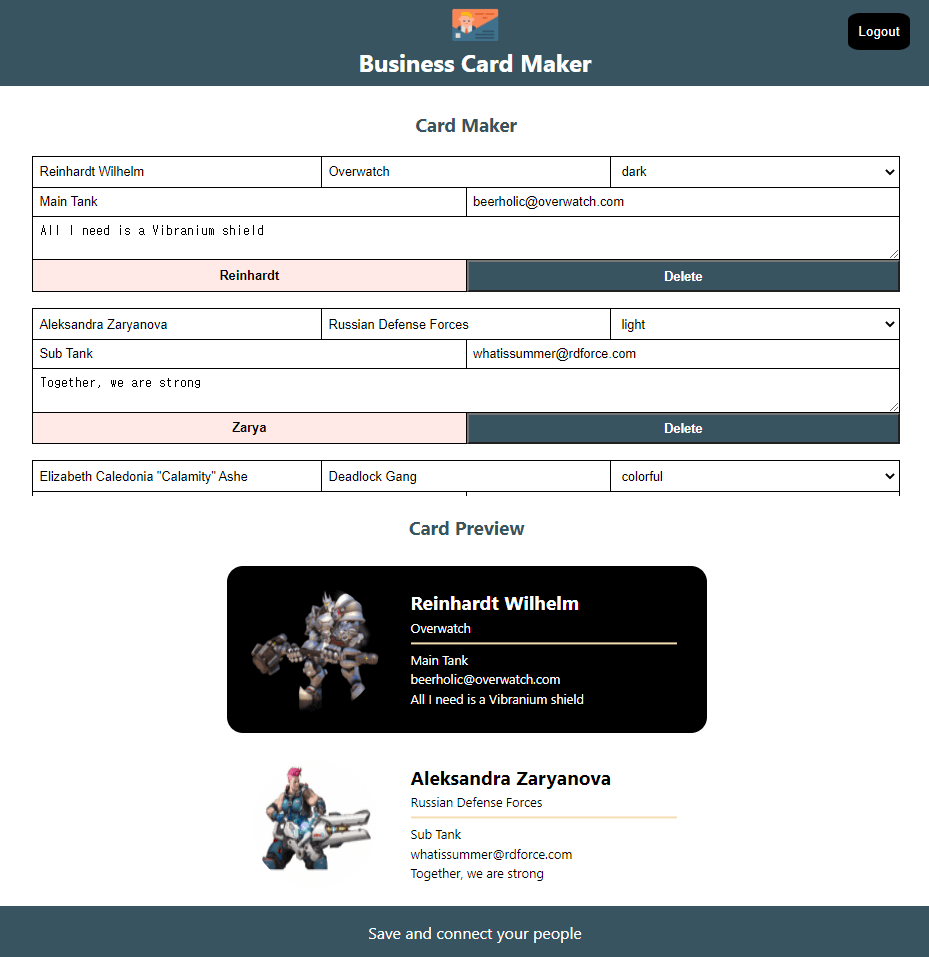 Logout
Business Card Maker
Card Maker
Reinhardt Wilhelm Overwatch dark
Main Tank beerholic@overwatch.com
All I need is a Vibranium shield
Reinhardt Delete
Aleksandra Zaryanova Russian Defense Forces light
Sub Tank whatissummer@rdforce.com
Together, we are strong
Zarya Delete
Elizabeth Caledonia "Calamity" Ashe Deadlock Gang colorful
Card Preview
Reinhardt Wilhelm
Overwatch
Main Tank
beerholic@overwatch.com
All I need is a Vibranium shield
Aleksandra Zaryanova
Russian Defense Forces
Sub Tank
whatissummer@rdforce.com
Together, we are strong
Save and connect your people